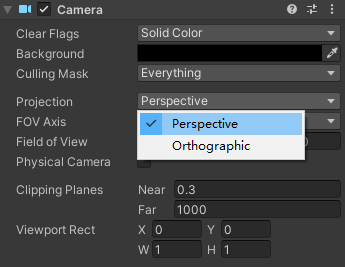 Camera
Clear Flags Solid Color
Background
Culling Mask Everything
Projection Perspective
FOV Axis
Perspective
Field of View
Orthographic
Physical Camera
Clipping Planes Near 0.3
Far 1000
Viewport Rect X 0 Y 0
W 1 H 1